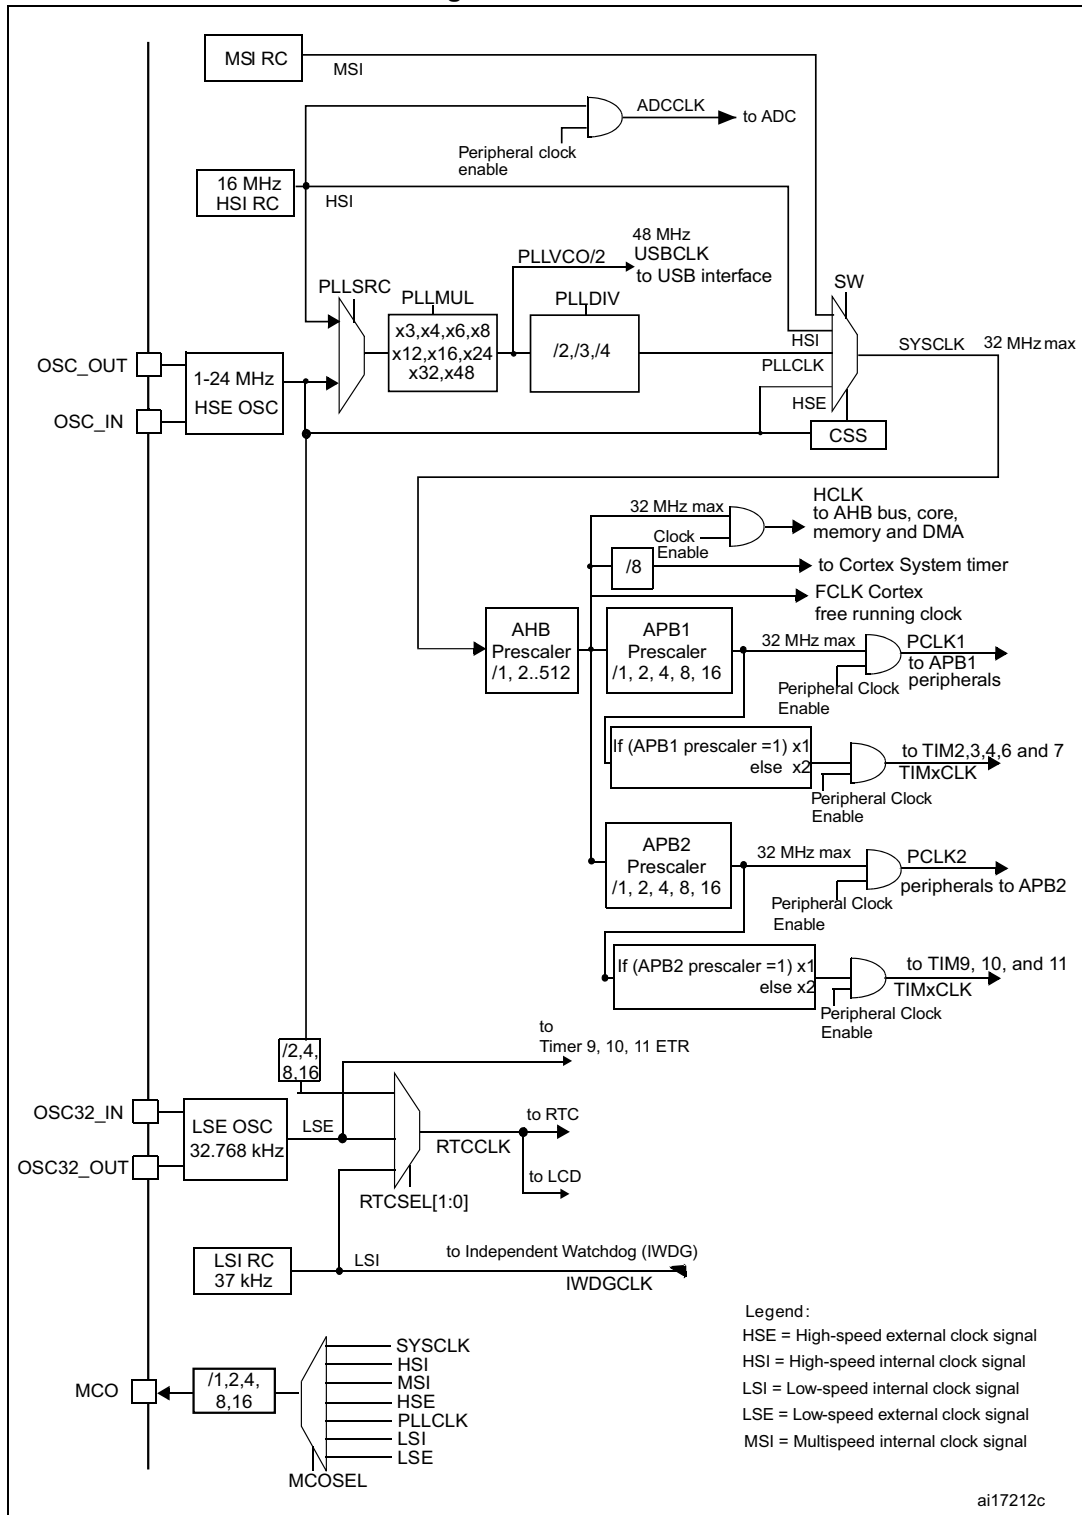 MSI RC
MSI
ADCCLK
to ADC
Peripheral clock
enable
16 MHz
HSI RC
HSI
48 MHz
USBCLK
to USB interface
PLLVCO/2
PLLSRC
PLLMUL
PLLDIV
SW
x3,x4,x6,x8
x12,x16,x24
x32,x48
/2,/3,/4
HSI
PLLCLK
HSE
SYSCLK
32 MHz max
OSC_OUT
OSC_IN
1-24 MHz
HSE OSC
CSS
32 MHz max
Clock
Enable
HCLK
to AHB bus, core,
memory and DMA
/8
to Cortex System timer
FCLK Cortex
free running clock
AHB
Prescaler
/1, 2..512
APB1
Prescaler
/1, 2, 4, 8, 16
32 MHz max
PCLK1
to APB1
peripherals
Peripheral Clock
Enable
If (APB1 prescaler =1) x1
else x2
to TIM2,3,4,6 and 7
TIMxCLK
Peripheral Clock
Enable
APB2
Prescaler
/1, 2, 4, 8, 16
32 MHz max
PCLK2
peripherals to APB2
Peripheral Clock
Enable
If (APB2 prescaler =1) x1
else x2
to TIM9, 10, and 11
TIMxCLK
Peripheral Clock
Enable
to
Timer 9, 10, 11 ETR
/2,4,
8,16
OSC32_IN
OSC32_OUT
LSE OSC
32.768 kHz
LSE
to RTC
RTCCLK
to LCD
RTCSEL[1:0]
LSI RC
37 kHz
LSI
to Independent Watchdog (IWDG)
IWDGCLK
MCO
/1,2,4,
8,16
SYSCLK
HSI
MSI
HSE
PLLCLK
LSI
LSE
MCOSEL
Legend:
HSE = High-speed external clock signal
HSI = High-speed internal clock signal
LSI = Low-speed internal clock signal
LSE = Low-speed external clock signal
MSI = Multispeed internal clock signal
ai17212c